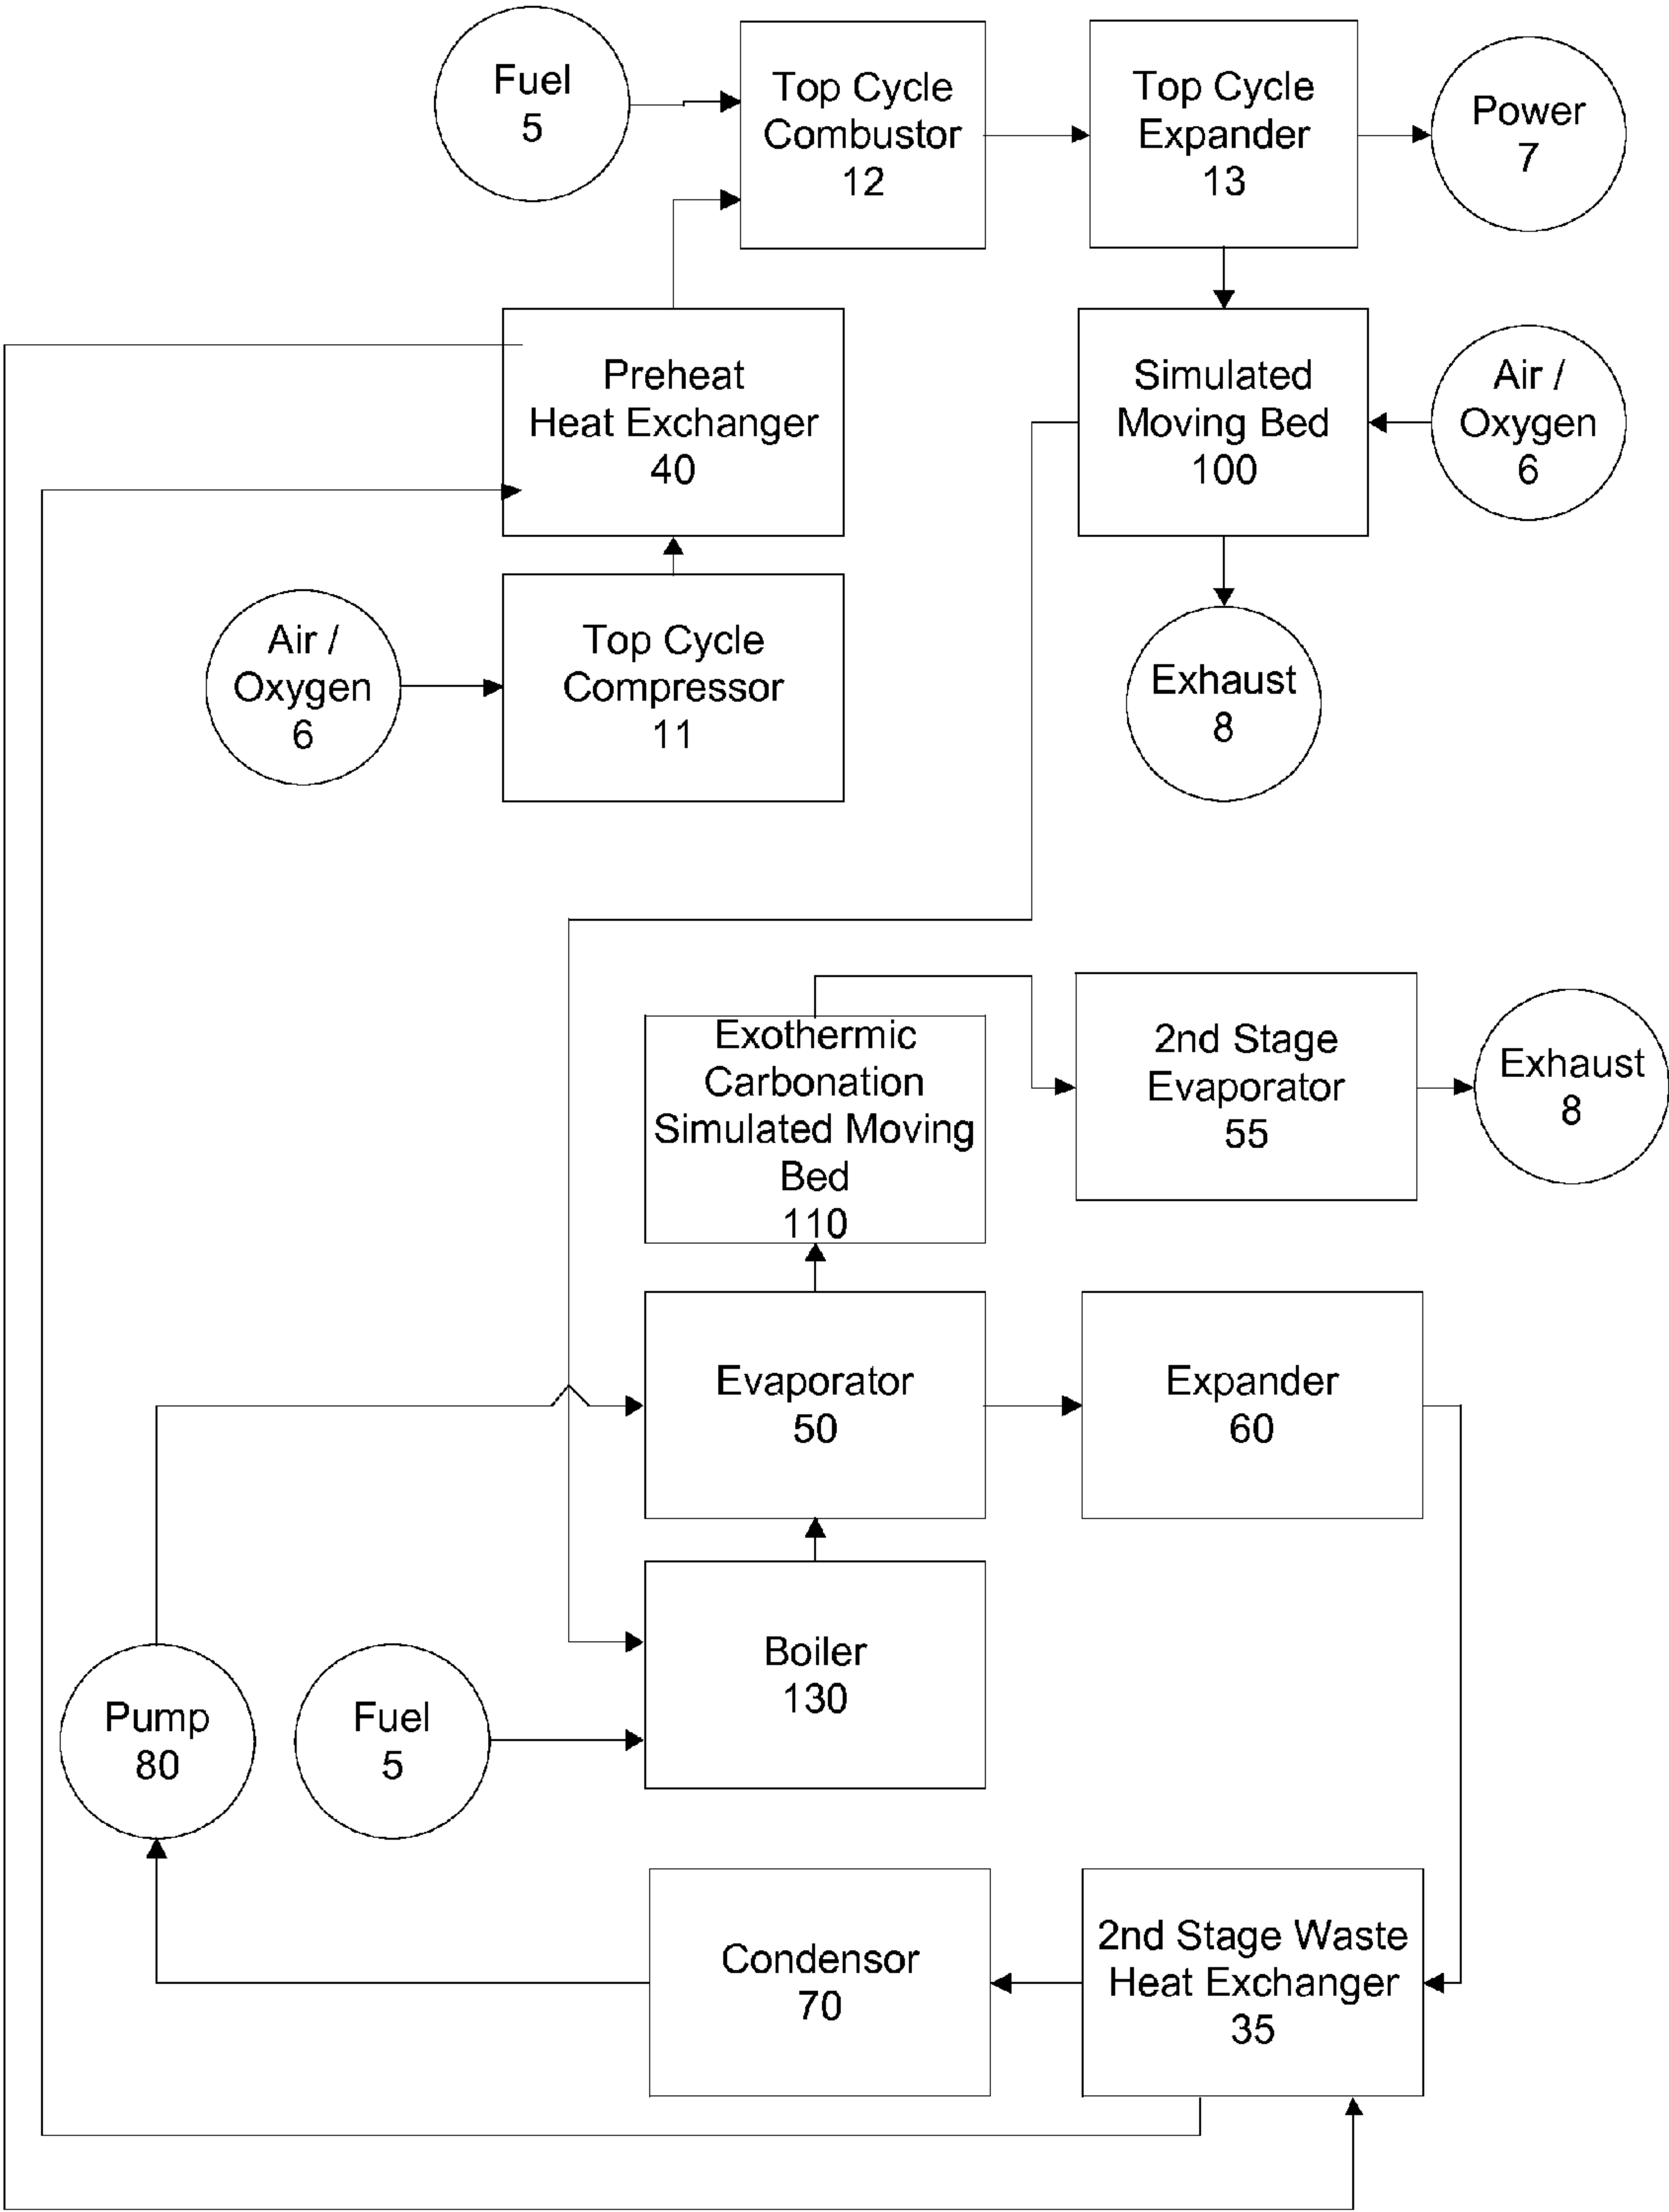 Fuel
5
Top Cycle
Combustor
12
Top Cycle
Expander
13
Power
7
Preheat
Heat Exchanger
40
Simulated
Moving Bed
100
Air /
Oxygen
6
Air /
Oxygen
6
Top Cycle
Compressor
11
Exhaust
8
Exothermic
Carbonation
Simulated Moving
Bed
110
2nd Stage
Evaporator
55
Exhaust
8
Evaporator
50
Expander
60
Pump
80
Fuel
5
Boiler
130
Condensor
70
2nd Stage Waste
Heat Exchanger
35